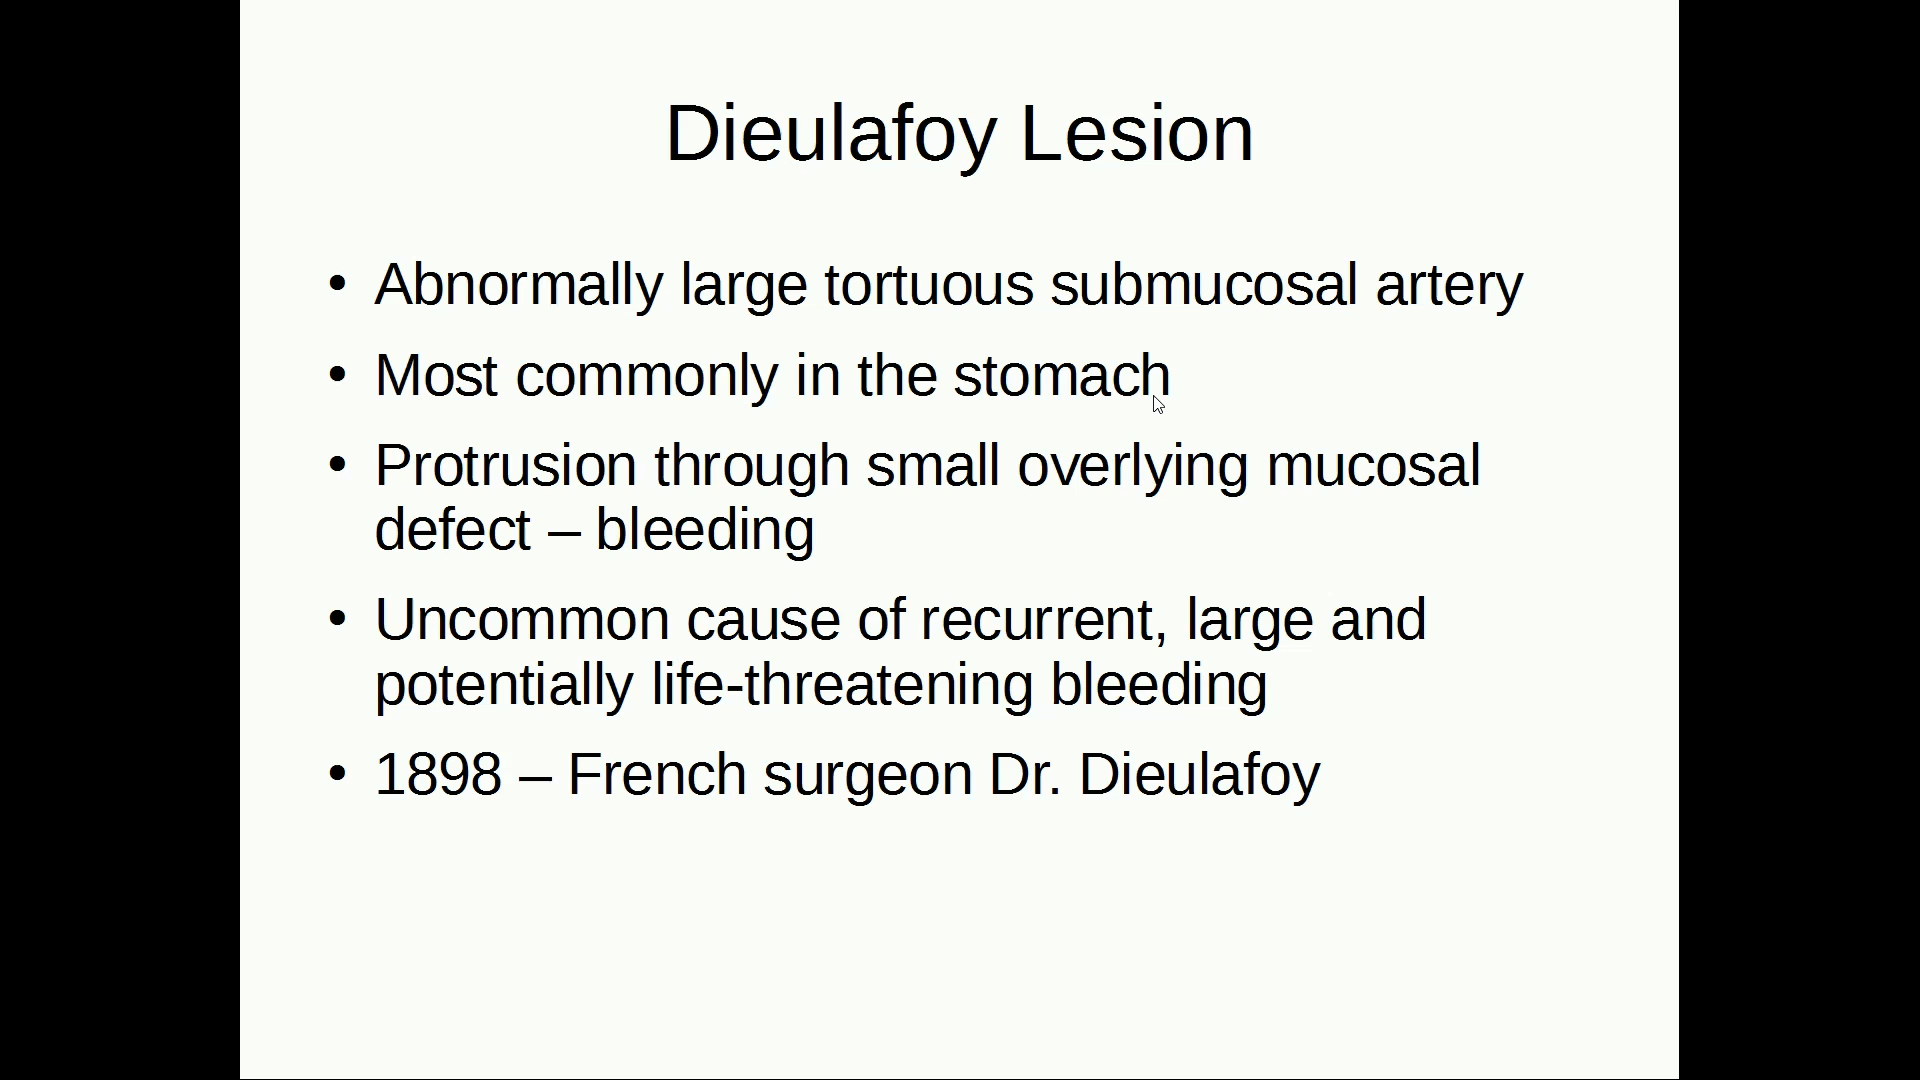 Dieulafoy Lesion
• Abnormally large tortuous submucosal artery
• Most commonly in the stomach
• Protrusion through small overlying mucosal
defect – bleeding
• Uncommon cause of recurrent, large and
potentially life-threatening bleeding
• 1898 – French surgeon Dr. Dieulafoy